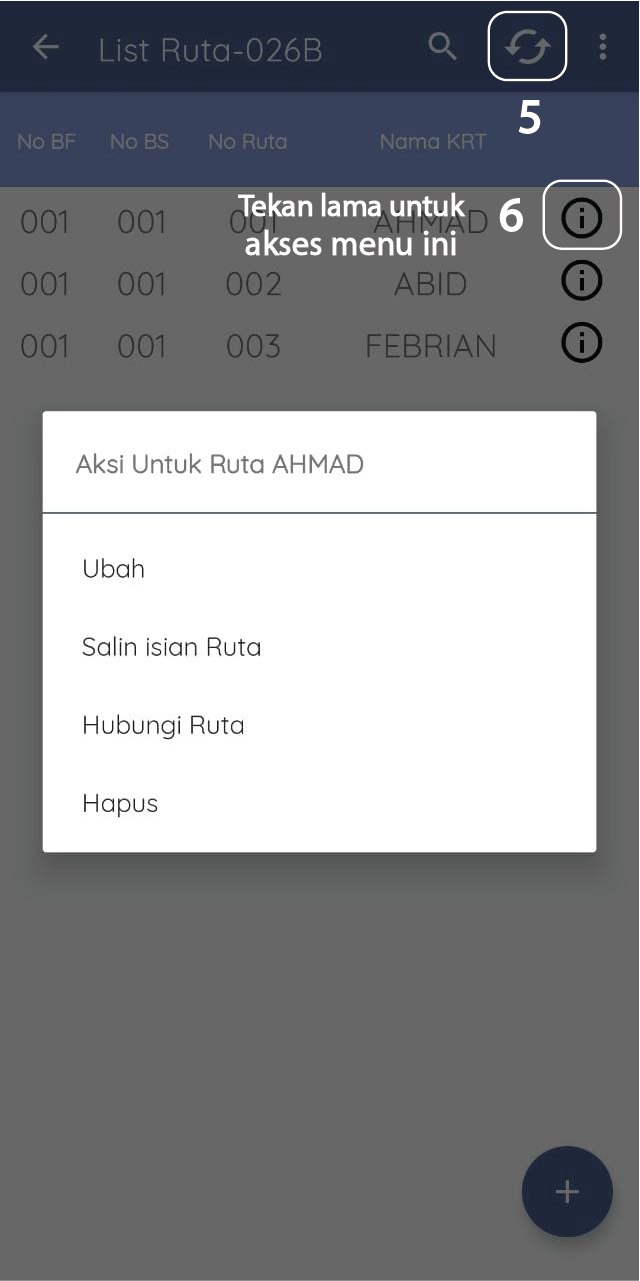 List Ruta-026B
5
No BF No BS No Ruta Nama KRT
001 001 001 AHMAD
Tekan lama untuk
akses menu ini
6
001 001 002 ABID
001 001 003 FEBRIAN
Aksi Untuk Ruta AHMAD
Ubah
Salin isian Ruta
Hubungi Ruta
Hapus